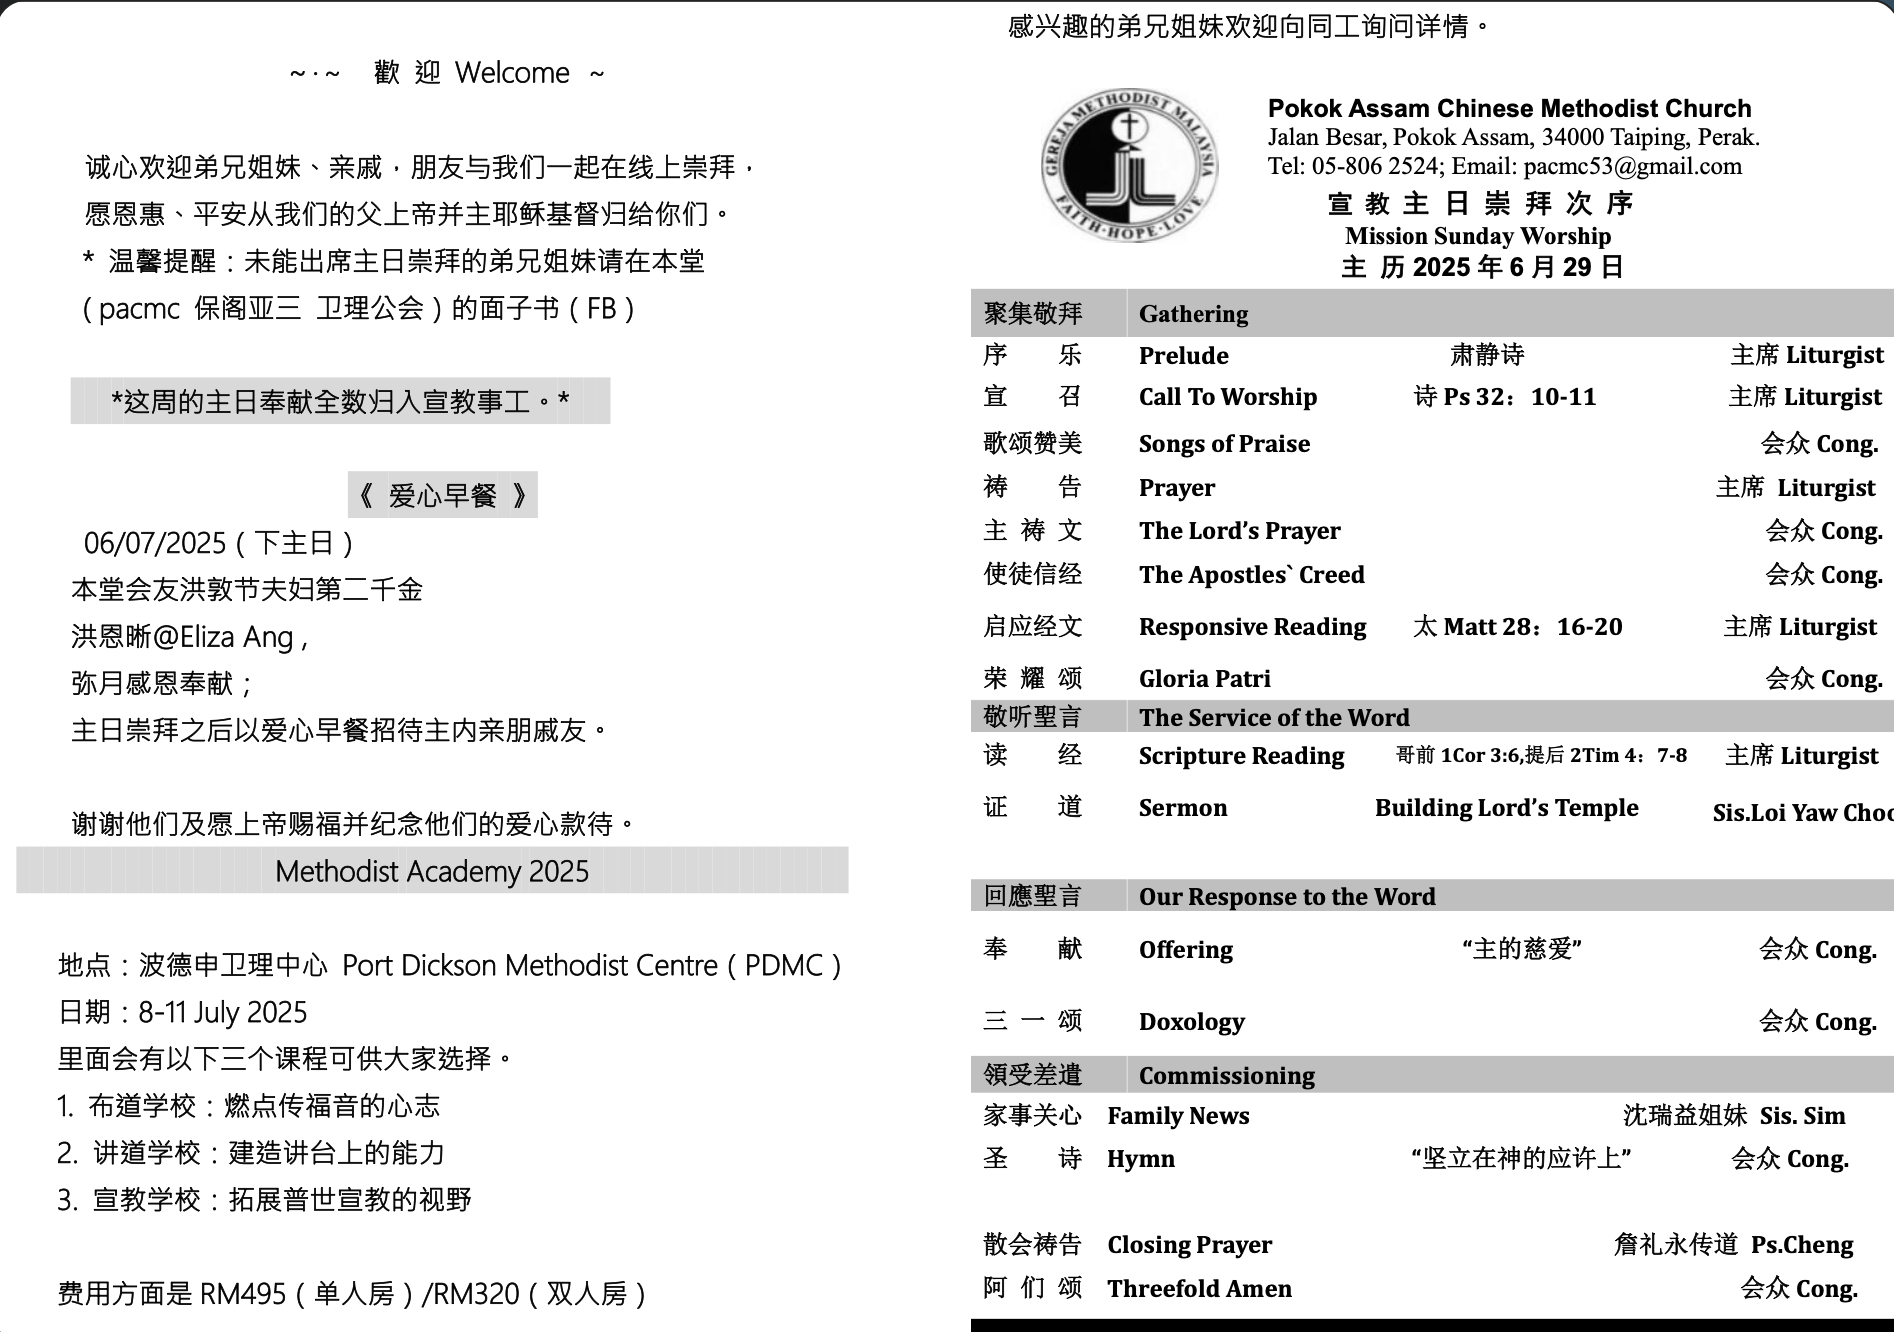 ~·~ 歡 迎 Welcome ~
诚心欢迎弟兄姐妹、亲戚，朋友与我们一起在线上崇拜，
愿恩惠、平安从我们的父上帝并主耶稣基督归给你们。
* 温馨提醒：未能出席主日崇拜的弟兄姐妹请在本堂
（pacmc 保阁亚三 卫理公会）的面子书（FB）
*这周的主日奉献全数归入宣教事工。*
《 爱心早餐 》
06/07/2025（下主日）
本堂会友洪敦节夫妇第二千金
洪恩晰@Eliza Ang ,
弥月感恩奉献；
主日崇拜之后以爱心早餐招待主内亲朋戚友。
谢谢他们及愿上帝赐福并纪念他们的爱心款待。
Methodist Academy 2025
地点：波德申卫理中心 Port Dickson Methodist Centre（PDMC）
日期：8-11 July 2025
里面会有以下三个课程可供大家选择。
1. 布道学校：燃点传福音的心志
2. 讲道学校：建造讲台上的能力
3. 宣教学校：拓展普世宣教的视野
费用方面是 RM495（单人房）/RM320（双人房）
感兴趣的弟兄姐妹欢迎向同工询问详情。
GEREJA METHODIST MALAYSIA
FAITH·HOPE·LOVE
Pokok Assam Chinese Methodist Church
Jalan Besar, Pokok Assam, 34000 Taiping, Perak.
Tel: 05-806 2524; Email: pacmc53@gmail.com
宣 教 主 日 崇 拜 次 序
Mission Sunday Worship
主 历 2025 年 6 月 29 日
聚集敬拜 Gathering
序 乐 Prelude 肃静诗 主席 Liturgist
宣 召 Call To Worship 诗 Ps 32：10-11 主席 Liturgist
歌颂赞美 Songs of Praise 会众 Cong.
祷 告 Prayer 主席 Liturgist
主 祷 文 The Lord’s Prayer 会众 Cong.
使徒信经 The Apostles` Creed 会众 Cong.
启应经文 Responsive Reading 太 Matt 28：16-20 主席 Liturgist
荣 耀 颂 Gloria Patri 会众 Cong.
敬听聖言 The Service of the Word
读 经 Scripture Reading 哥前 1Cor 3:6,提后 2Tim 4：7-8 主席 Liturgist
证 道 Sermon Building Lord’s Temple Sis.Loi Yaw Choo
回應聖言 Our Response to the Word
奉 献 Offering “主的慈爱” 会众 Cong.
三 一 颂 Doxology 会众 Cong.
領受差遣 Commissioning
家事关心 Family News 沈瑞益姐妹 Sis. Sim
圣 诗 Hymn “坚立在神的应许上” 会众 Cong.
散会祷告 Closing Prayer 詹礼永传道 Ps.Cheng
阿 们 颂 Threefold Amen 会众 Cong.